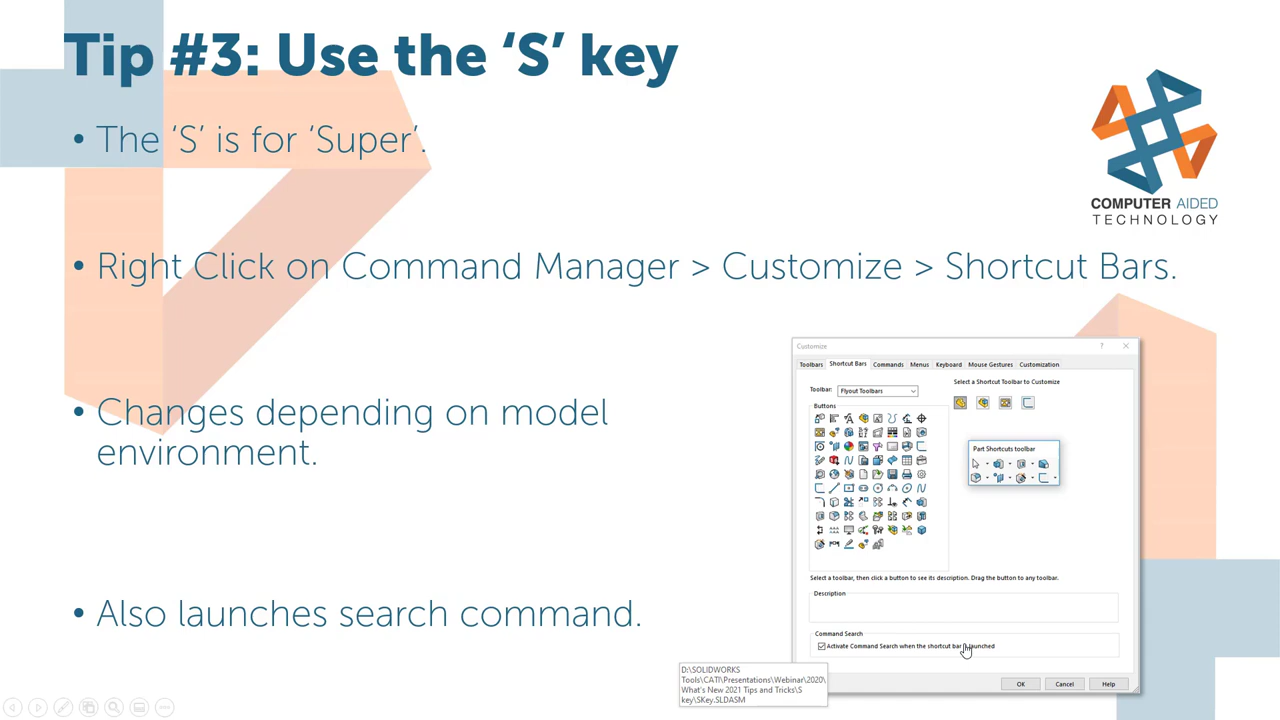 Tip #3: Use the ‘S’ key
• The ‘S’ is for ‘Super’.
COMPUTER AIDED
TECHNOLOGY
• Right Click on Command Manager > Customize > Shortcut Bars.
• Changes depending on model
environment.
• Also launches search command.
Customize
Toolbars Shortcut Bars Commands Menus Keyboard Mouse Gestures Customization
Toolbar: Flyout Toolbars
Select a Shortcut Toolbar to Customize
Buttons
Part Shortcuts toolbar
Select a toolbar, then click a button to see its description. Drag the button to any toolbar.
Description
Command Search
Activate Command Search when the shortcut bar is launched
OK Cancel Help
D:\SOLIDWORKS
Tools\CATI\Presentations\Webinar\2020\
What's New 2021 Tips and Tricks\S
key\SKey.SLDASM